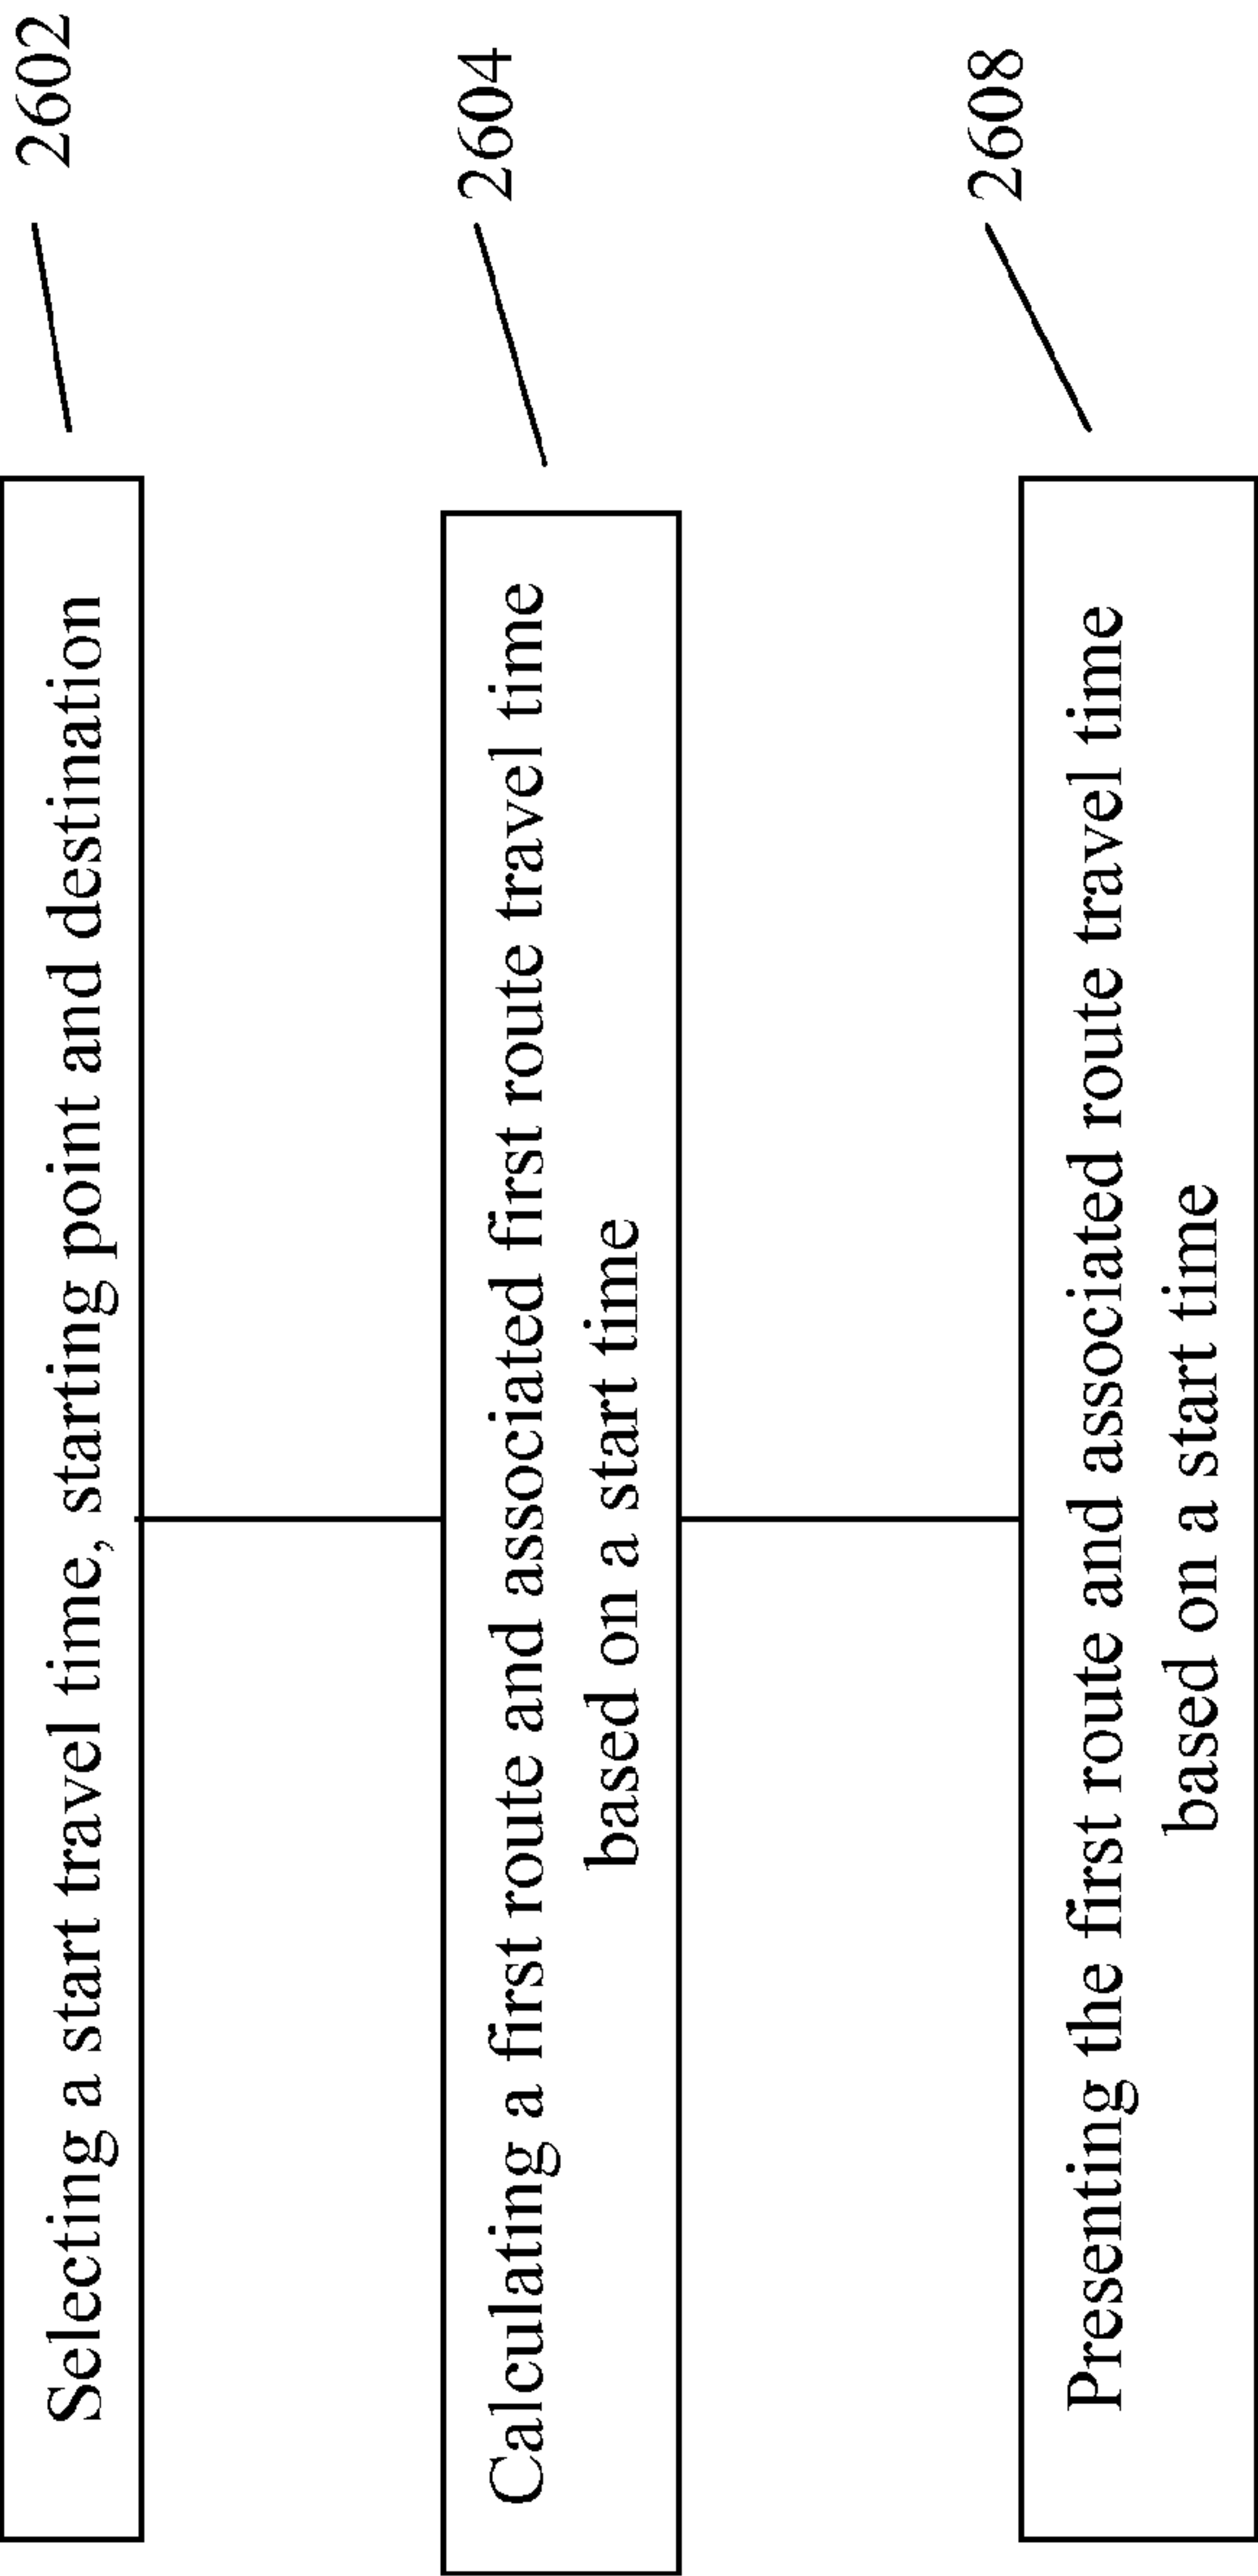 Selecting a start travel time, starting point and destination
2602
Calculating a first route and associated first route travel time
based on a start time
2604
Presenting the first route and associated route travel time
based on a start time
2608